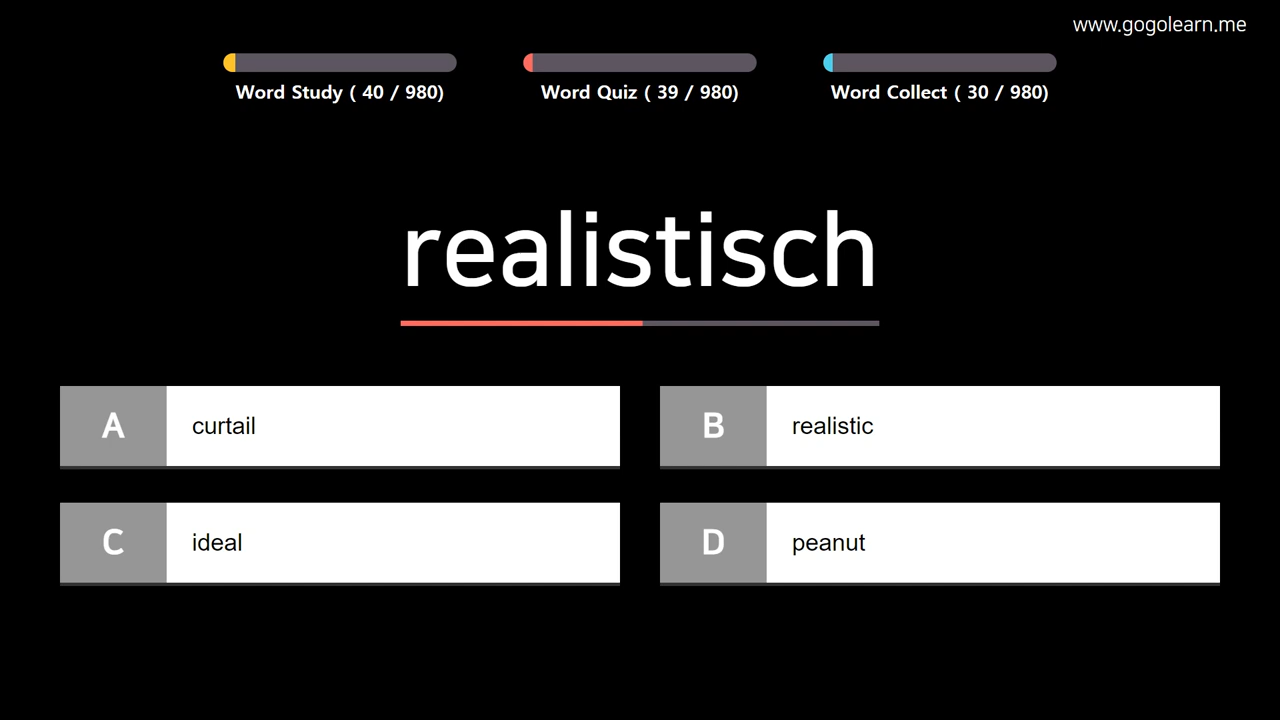 www.gogolearn.me
Word Study ( 40 / 980)
Word Quiz ( 39 / 980)
Word Collect ( 30 / 980)
realistisch
A curtail
B realistic
C ideal
D peanut